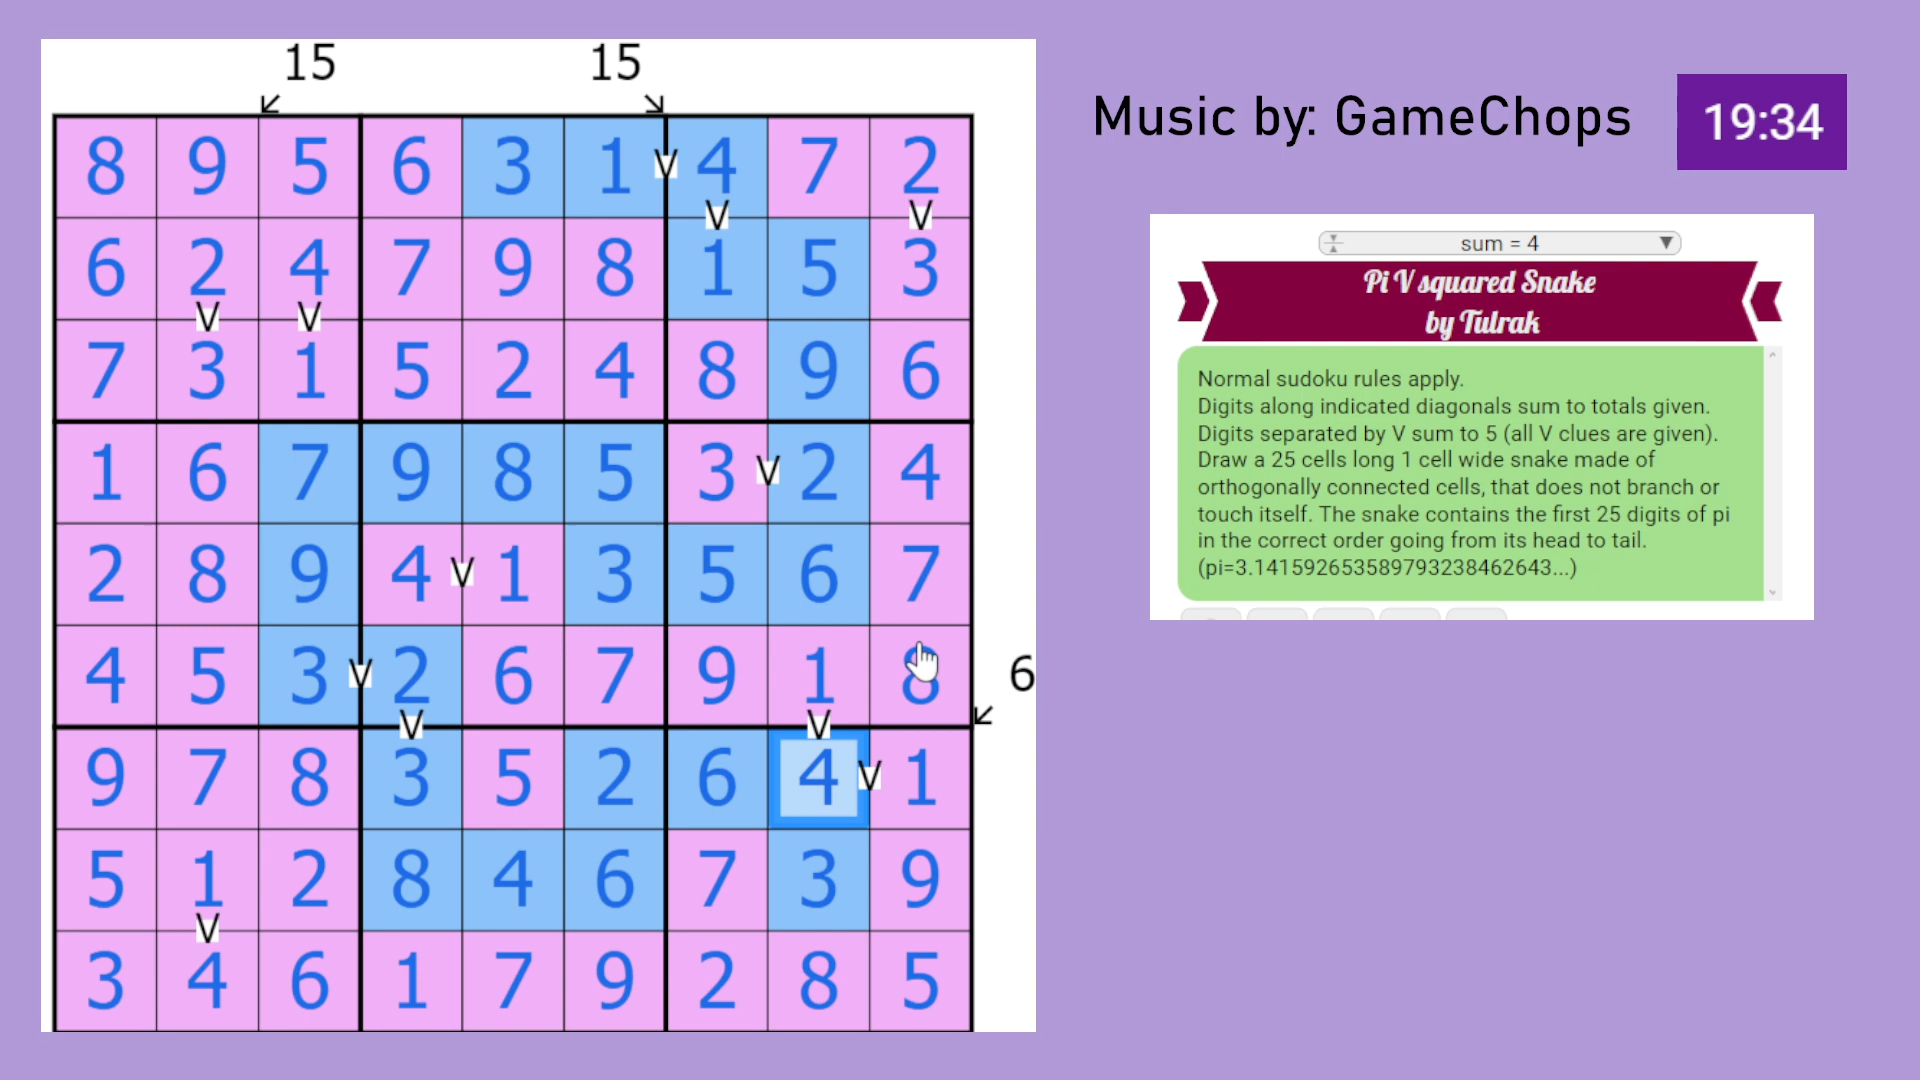 15 15
8 9 5 6 3 1 V 4 7 2
V V
6 2 4 7 9 8 1 5 3
V V
7 3 1 5 2 4 8 9 6
1 6 7 9 8 5 3 V 2 4
2 8 9 4 V 1 3 5 6 7
4 5 3 V 2 6 7 9 1 8 6
V V
9 7 8 3 5 2 6 4 V 1
5 1 2 8 4 6 7 3 9
V
3 4 6 1 7 9 2 8 5
Music by: GameChops
19:34
sum = 4
Pi V squared Snake
by Tulrak
Normal sudoku rules apply.
Digits along indicated diagonals sum to totals given.
Digits separated by V sum to 5 (all V clues are given).
Draw a 25 cells long 1 cell wide snake made of
orthogonally connected cells, that does not branch or
touch itself. The snake contains the first 25 digits of pi
in the correct order going from its head to tail.
(pi=3.141592653589793238462643...)